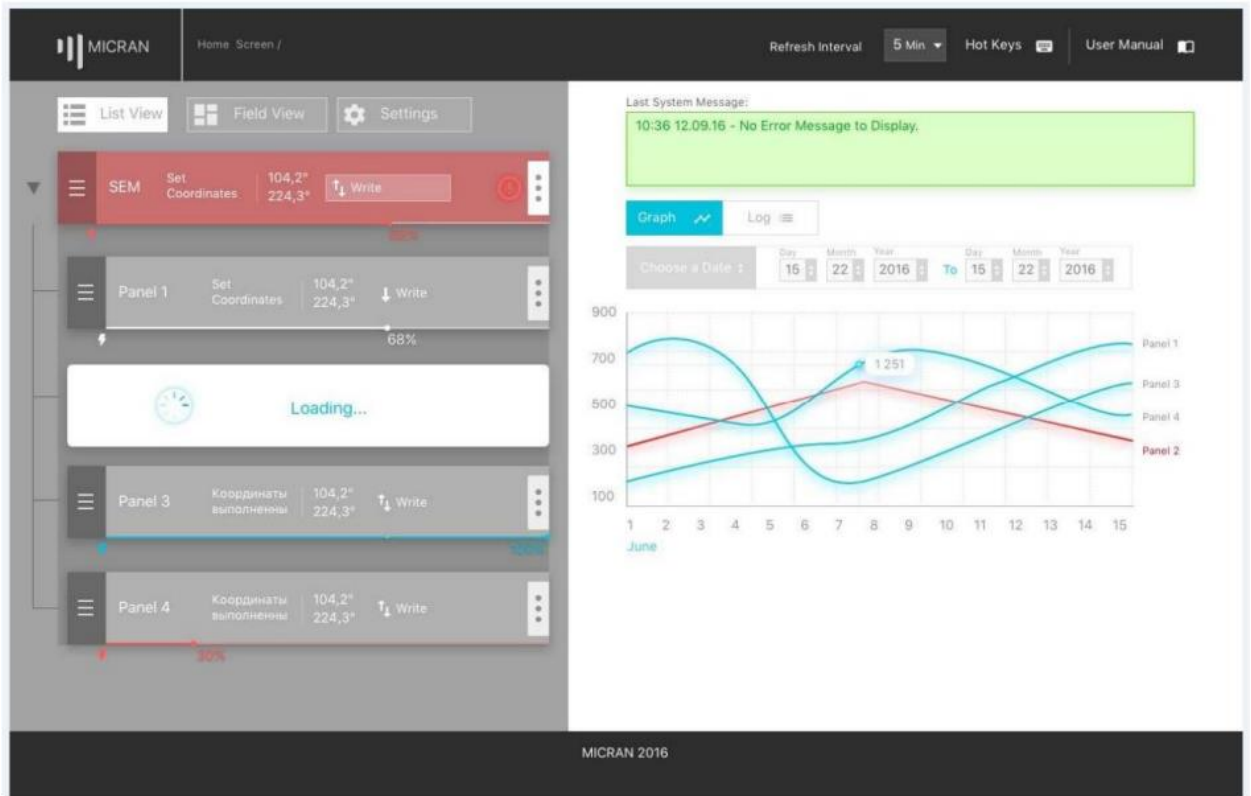 MICRAN
Home Screen /
Refresh Interval
5 Min
Hot Keys
User Manual
List View
Field View
Settings
SEM
Set
Coordinates
104,2°
224,3°
Write
Panel 1
Set
Coordinates
104,2°
224,3°
Write
68%
Loading...
Panel 3
Координаты
выполненны
104,2°
224,3°
Write
100%
Panel 4
Координаты
выполненны
104,2°
224,3°
Write
30%
Last System Message:
10:36 12.09.16 - No Error Message to Display.
Graph
Log
Choose a Date
Day
Month
Year
15
22
2016
To
Day
Month
Year
15
22
2016
900
700
500
300
100
1 251
Panel 1
Panel 3
Panel 4
Panel 2
1 2 3 4 5 6 7 8 9 10 11 12 13 14 15
June
MICRAN 2016